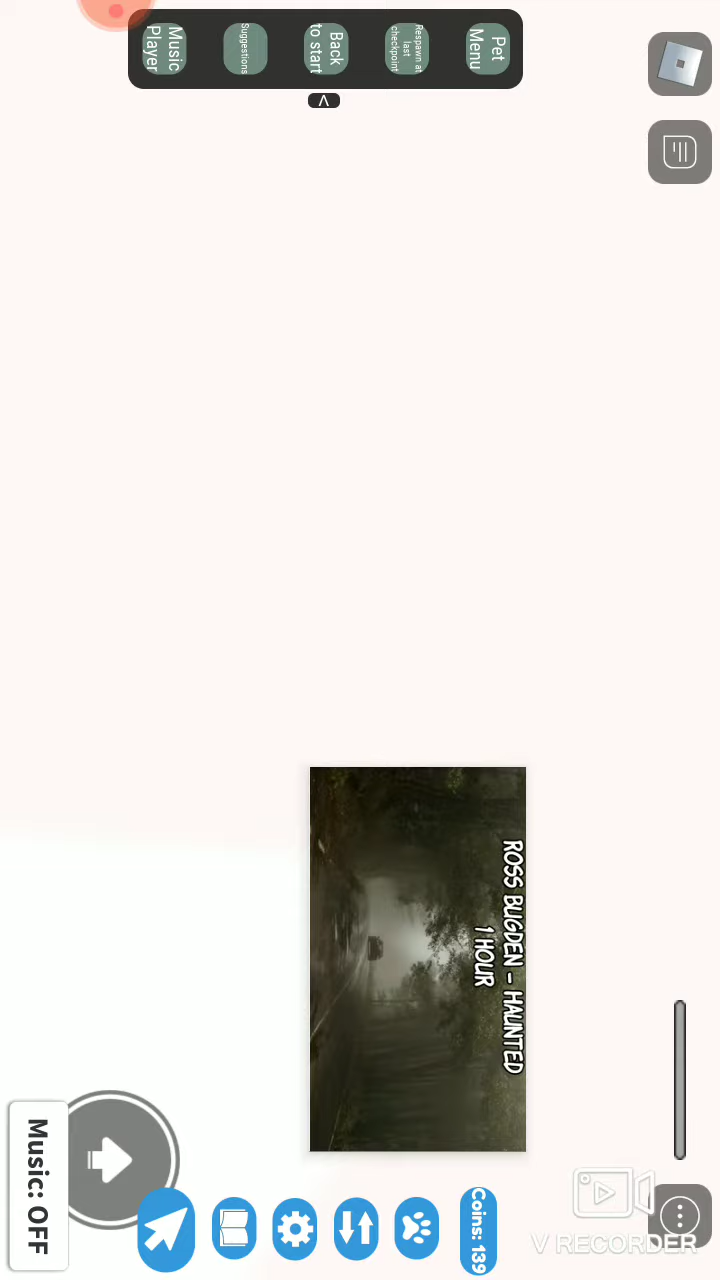 Pet
Menu
Respawn at
last
checkpoint
Back
to start
Suggestions
Music
Player
>
ROSS BUGDEN - HAUNTED
1 HOUR
Coins: 139
Music: OFF
V RECORDER